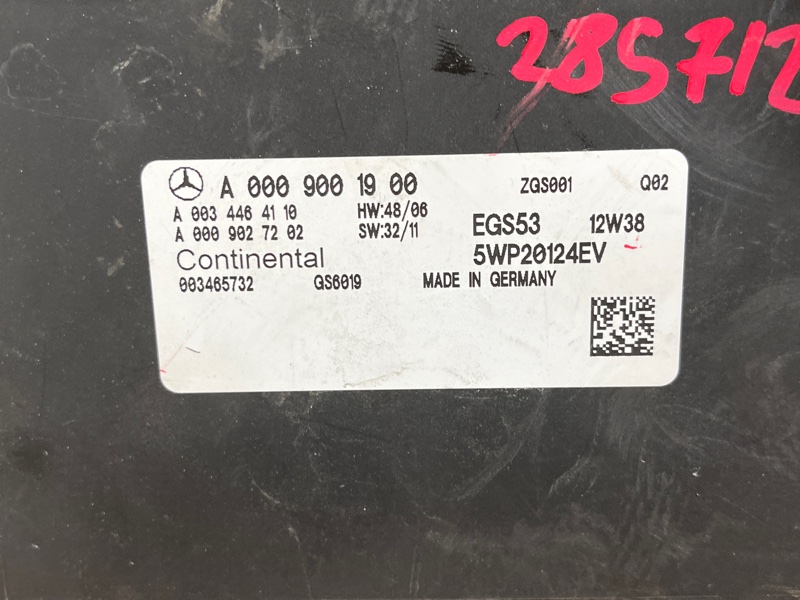 285712
A 000 900 19 00 ZGS001 Q02
A 003 446 41 10 HW:48/06 EGS53 12W38
A 000 902 72 02 SW:32/11 5WP20124EV
Continental
003465732 QS6019 MADE IN GERMANY